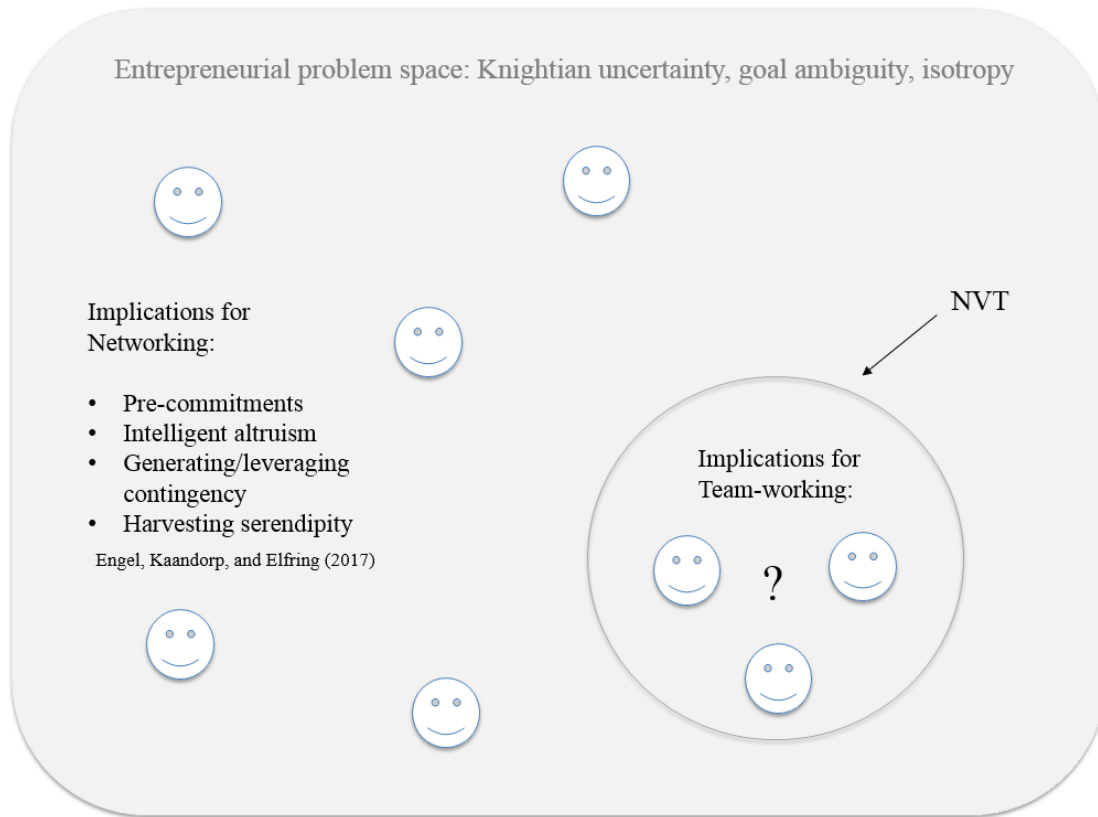 Entrepreneurial problem space: Knightian uncertainty, goal ambiguity, isotropy
Implications for
Networking:
• Pre-commitments
• Intelligent altruism
• Generating/leveraging
contingency
• Harvesting serendipity
Engel, Kaandorp, and Elfring (2017)
NVT
Implications for
Team-working:
?